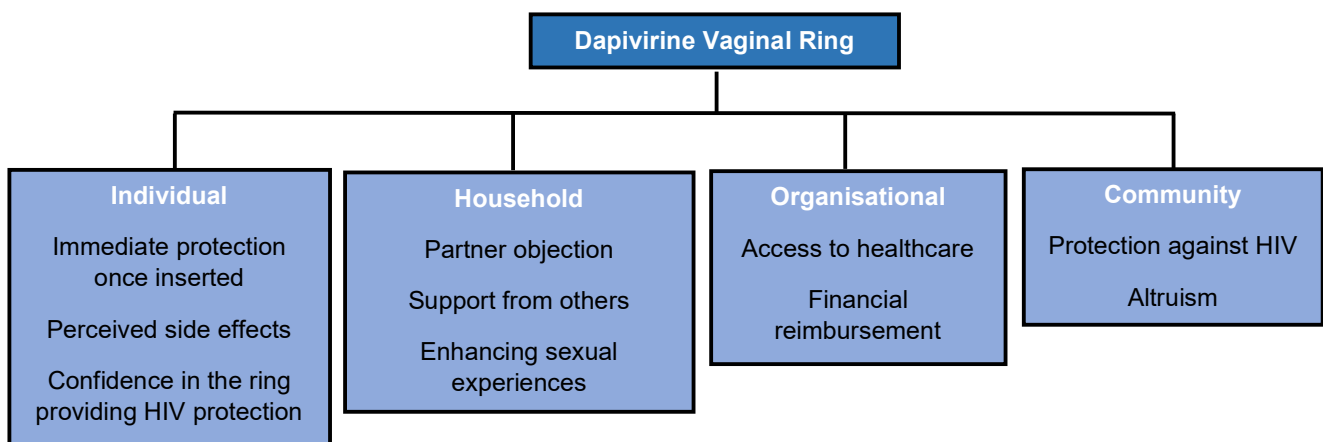 Dapivirine Vaginal Ring
Individual
Immediate protection
once inserted
Perceived side effects
Confidence in the ring
providing HIV protection
Household
Partner objection
Support from others
Enhancing sexual
experiences
Organisational
Access to healthcare
Financial
reimbursement
Community
Protection against HIV
Altruism